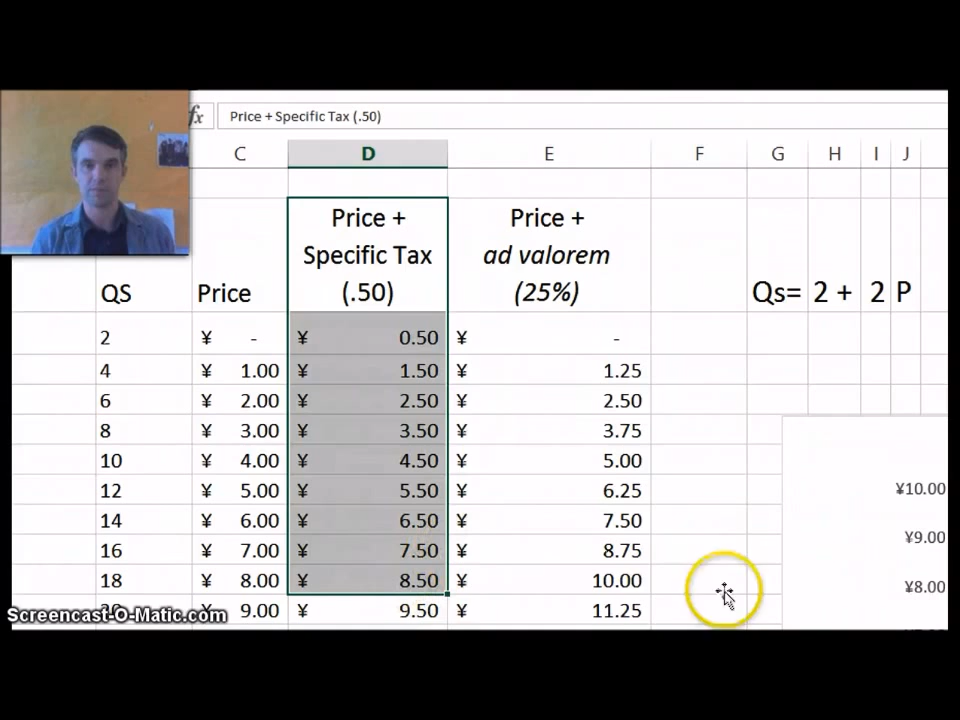 fx Price + Specific Tax (.50)
C D E F G H I J
QS Price Price + Specific Tax (.50) Price + ad valorem (25%) Qs= 2 + 2 P
2 ¥ - ¥ 0.50 ¥ -
4 ¥ 1.00 ¥ 1.50 ¥ 1.25
6 ¥ 2.00 ¥ 2.50 ¥ 2.50
8 ¥ 3.00 ¥ 3.50 ¥ 3.75
10 ¥ 4.00 ¥ 4.50 ¥ 5.00
¥10.00
12 ¥ 5.00 ¥ 5.50 ¥ 6.25
14 ¥ 6.00 ¥ 6.50 ¥ 7.50
¥9.00
16 ¥ 7.00 ¥ 7.50 ¥ 8.75
18 ¥ 8.00 ¥ 8.50 ¥ 10.00
¥8.00
¥ 9.00 ¥ 9.50 ¥ 11.25
Screencast-O-Matic.com